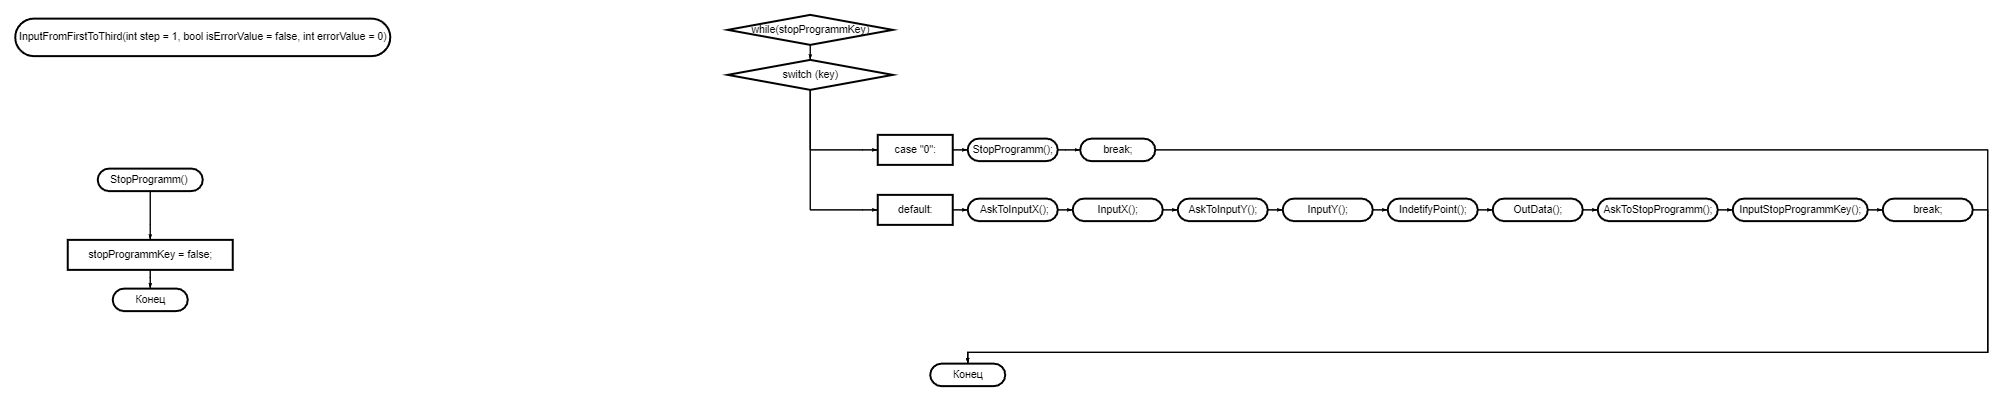 InputFromFirstToThird(int step = 1, bool isErrorValue = false, int errorValue = 0)
while(stopProgrammKey)
switch (key)
case "0":
StopProgramm();
break;
StopProgramm()
default:
AskToInputX();
InputX();
AskToInputY();
InputY();
IndetifyPoint();
OutData();
AskToStopProgramm();
InputStopProgrammKey();
break;
stopProgrammKey = false;
Конец
Конец